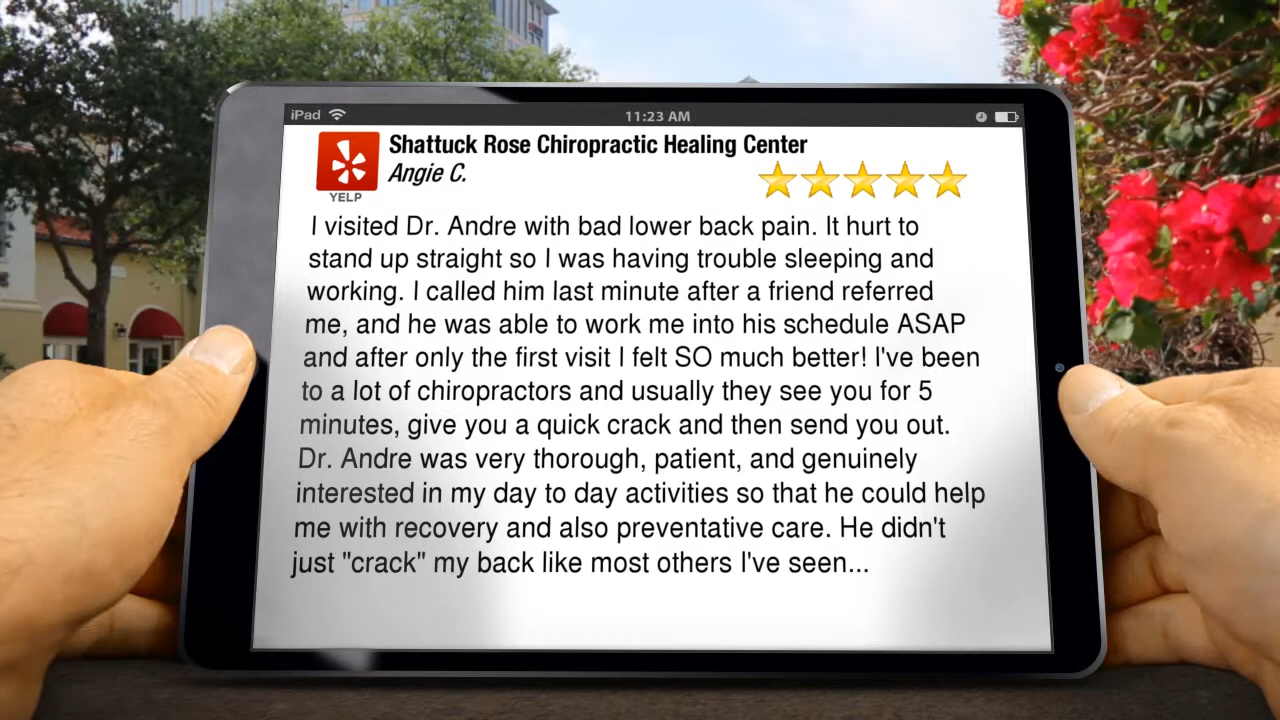 iPad 11:23 AM
Shattuck Rose Chiropractic Healing Center
Angie C.
YELP
I visited Dr. Andre with bad lower back pain. It hurt to
stand up straight so I was having trouble sleeping and
working. I called him last minute after a friend referred
me, and he was able to work me into his schedule ASAP
and after only the first visit I felt SO much better! I've been
to a lot of chiropractors and usually they see you for 5
minutes, give you a quick crack and then send you out.
Dr. Andre was very thorough, patient, and genuinely
interested in my day to day activities so that he could help
me with recovery and also preventative care. He didn't
just "crack" my back like most others I've seen...